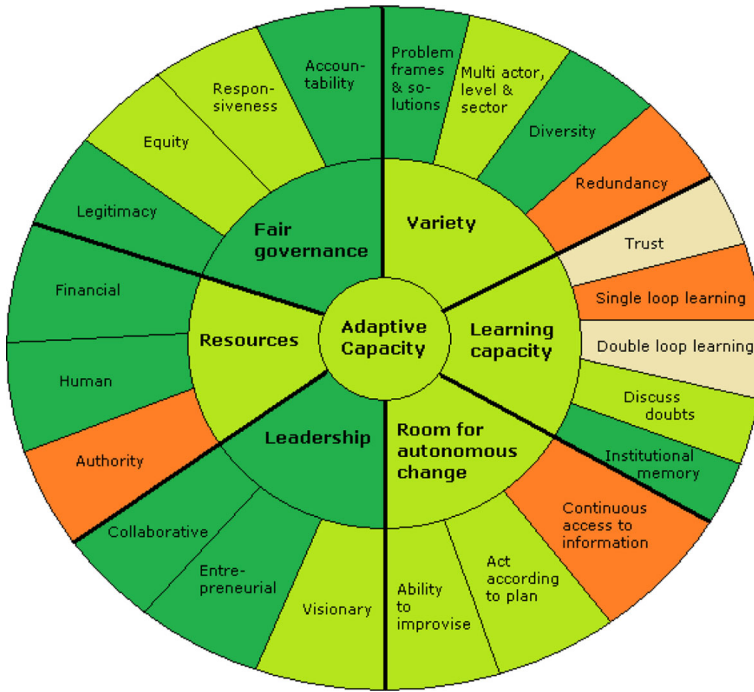 Problem
frames
& so-
lutions
Multi actor,
level &
sector
Diversity
Redundancy
Trust
Single loop learning
Double loop learning
Discuss
doubts
Institutional
memory
Continuous
access to
information
Act
according
to plan
Ability
to
improvise
Visionary
Entre-
preneurial
Collaborative
Authority
Human
Financial
Legitimacy
Equity
Respon-
siveness
Accoun-
tability
Fair
governance
Variety
Learning
capacity
Room for
autonomous
change
Leadership
Resources
Adaptive
Capacity